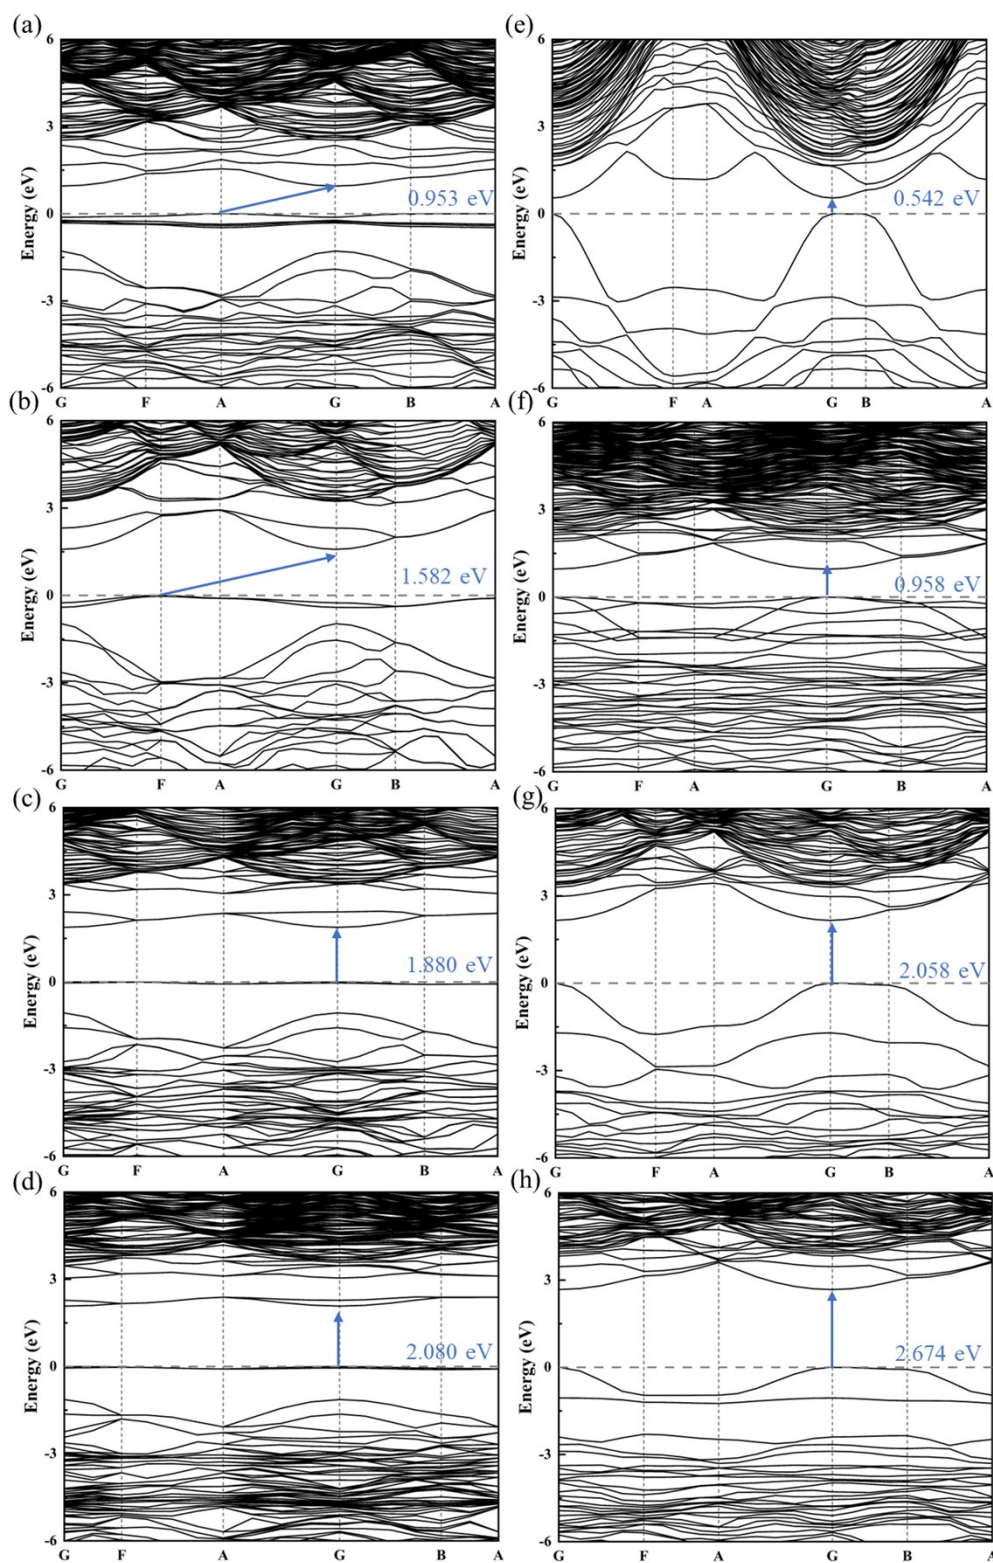 (a)
6
3
0
-3
-6
Energy (eV)
0.953 eV
G F A G B A
(b)
6
3
0
-3
-6
Energy (eV)
1.582 eV
G F A G B A
(c)
6
3
0
-3
-6
Energy (eV)
1.880 eV
G F A G B A
(d)
6
3
0
-3
-6
Energy (eV)
2.080 eV
G F A G B A
(e)
6
3
0
-3
-6
Energy (eV)
0.542 eV
G F A G B A
(f)
6
3
0
-3
-6
Energy (eV)
0.958 eV
G F A G B A
(g)
6
3
0
-3
-6
Energy (eV)
2.058 eV
G F A G B A
(h)
6
3
0
-3
-6
Energy (eV)
2.674 eV
G F A G B A